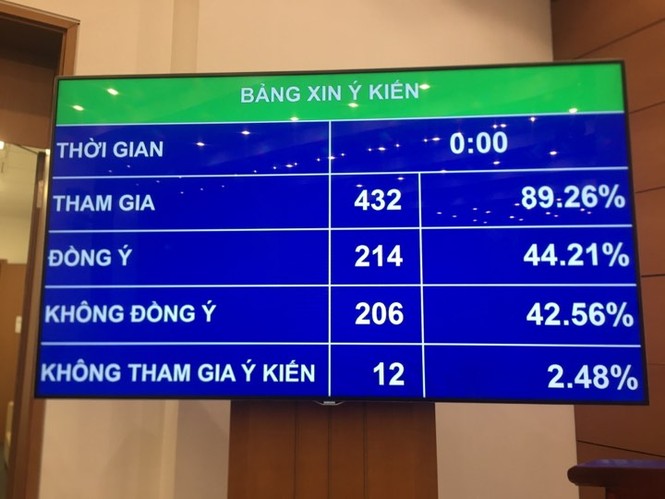 BẢNG XIN Ý KIẾN
THỜI GIAN 0:00
THAM GIA 432 89.26%
ĐỒNG Ý 214 44.21%
KHÔNG ĐỒNG Ý 206 42.56%
KHÔNG THAM GIA Ý KIẾN 12 2.48%